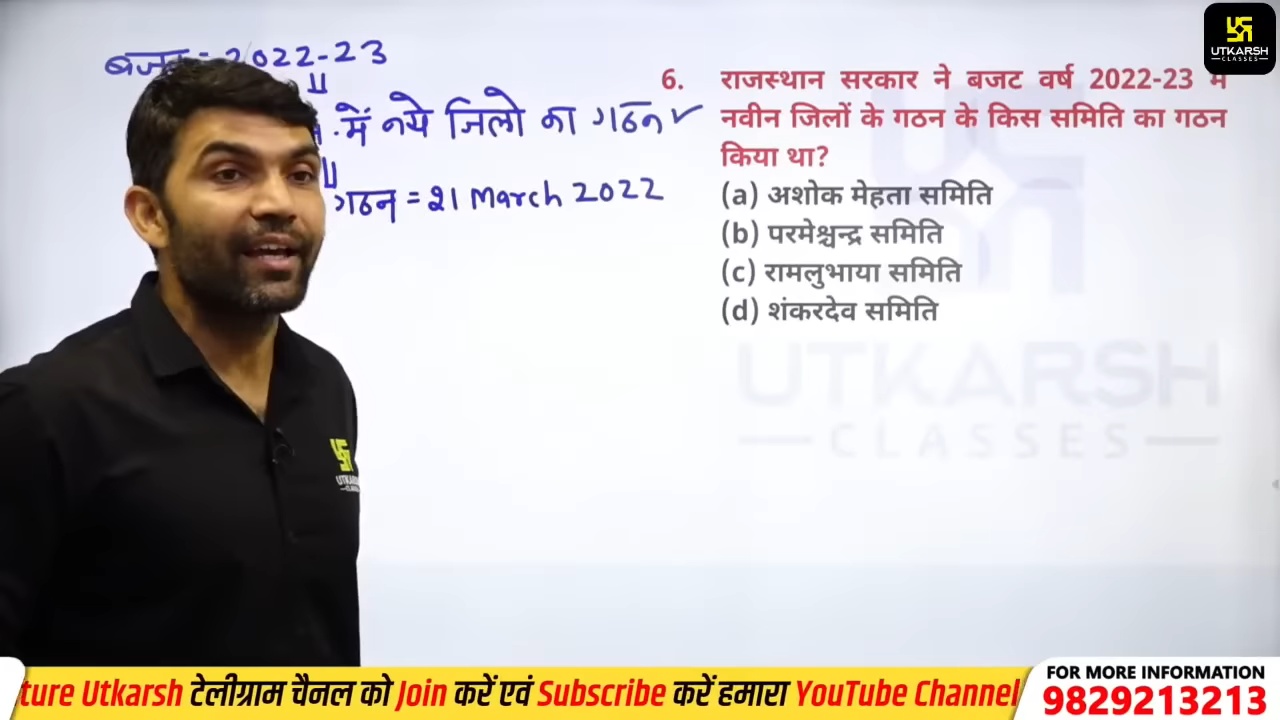 बजट = 2022-23
में नये जिलो का गठन ✓
गठन = 21 March 2022
6. राजस्थान सरकार ने बजट वर्ष 2022-23 में
नवीन जिलों के गठन के किस समिति का गठन
किया था?
(a) अशोक मेहता समिति
(b) परमेश्चन्द्र समिति
(c) रामलुभाया समिति
(d) शंकरदेव समिति
UTKARSH
CLASSES
UTKARSH
CLASSES
UTKARSH
ture Utkarsh टेलीग्राम चैनल को Join करें एवं Subscribe करें हमारा YouTube Channel
FOR MORE INFORMATION
9829213213